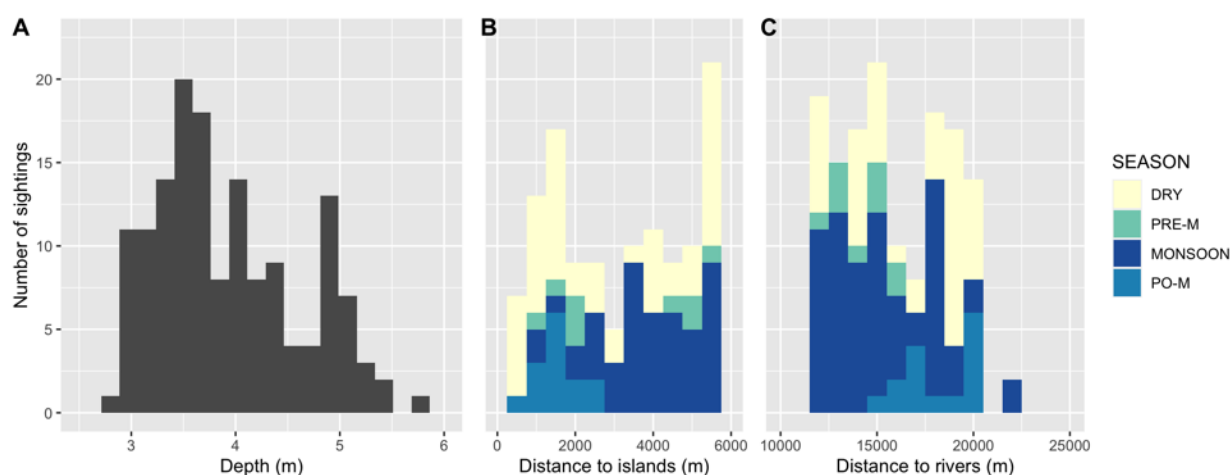 A
B
C
Number of sightings
20
15
10
5
0
3
4
5
6
Depth (m)
0
2000
4000
6000
Distance to islands (m)
10000
15000
20000
25000
Distance to rivers (m)
SEASON
DRY
PRE-M
MONSOON
PO-M